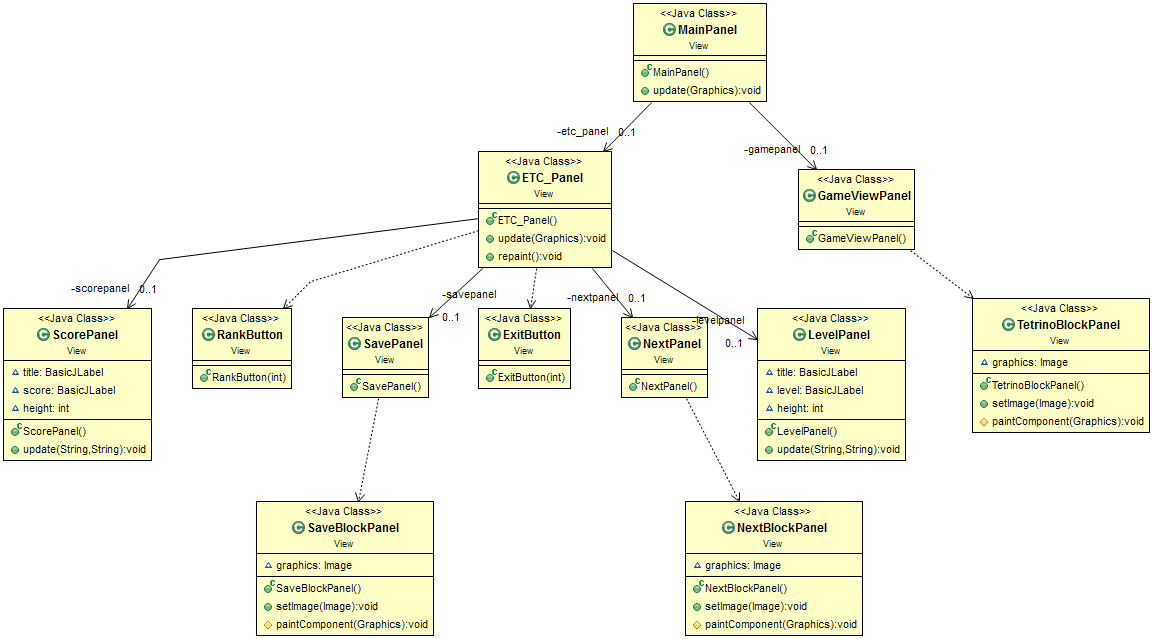 <<Java Class>>
MainPanel
View
MainPanel()
update(Graphics):void
-etc_panel 0..1
-gamepanel 0..1
<<Java Class>>
ETC_Panel
View
ETC_Panel()
update(Graphics):void
repaint():void
<<Java Class>>
GameViewPanel
View
GameViewPanel()
-scorepanel 0..1
-savepanel
0..1
-nextpanel 0..1
-levelpanel
0..1
<<Java Class>>
ScorePanel
View
title: BasicJLabel
score: BasicJLabel
height: int
ScorePanel()
update(String,String):void
<<Java Class>>
RankButton
View
RankButton(int)
<<Java Class>>
SavePanel
View
SavePanel()
<<Java Class>>
ExitButton
View
ExitButton(int)
<<Java Class>>
NextPanel
View
NextPanel()
<<Java Class>>
LevelPanel
View
title: BasicJLabel
level: BasicJLabel
height: int
LevelPanel()
update(String,String):void
<<Java Class>>
TetrinoBlockPanel
View
graphics: Image
TetrinoBlockPanel()
setImage(Image):void
paintComponent(Graphics):void
<<Java Class>>
SaveBlockPanel
View
graphics: Image
SaveBlockPanel()
setImage(Image):void
paintComponent(Graphics):void
<<Java Class>>
NextBlockPanel
View
graphics: Image
NextBlockPanel()
setImage(Image):void
paintComponent(Graphics):void